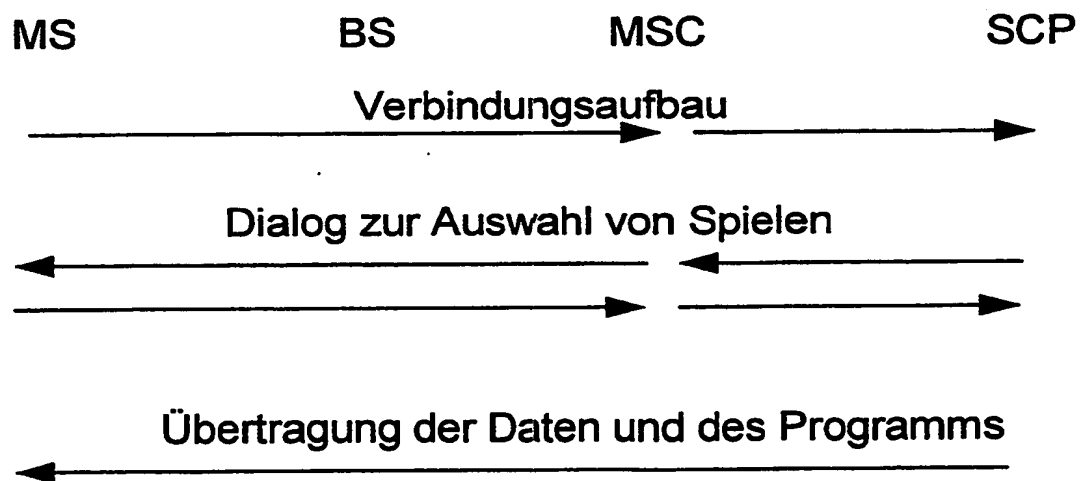 MS BS MSC SCP
Verbindungsaufbau
Dialog zur Auswahl von Spielen
Übertragung der Daten und des Programms